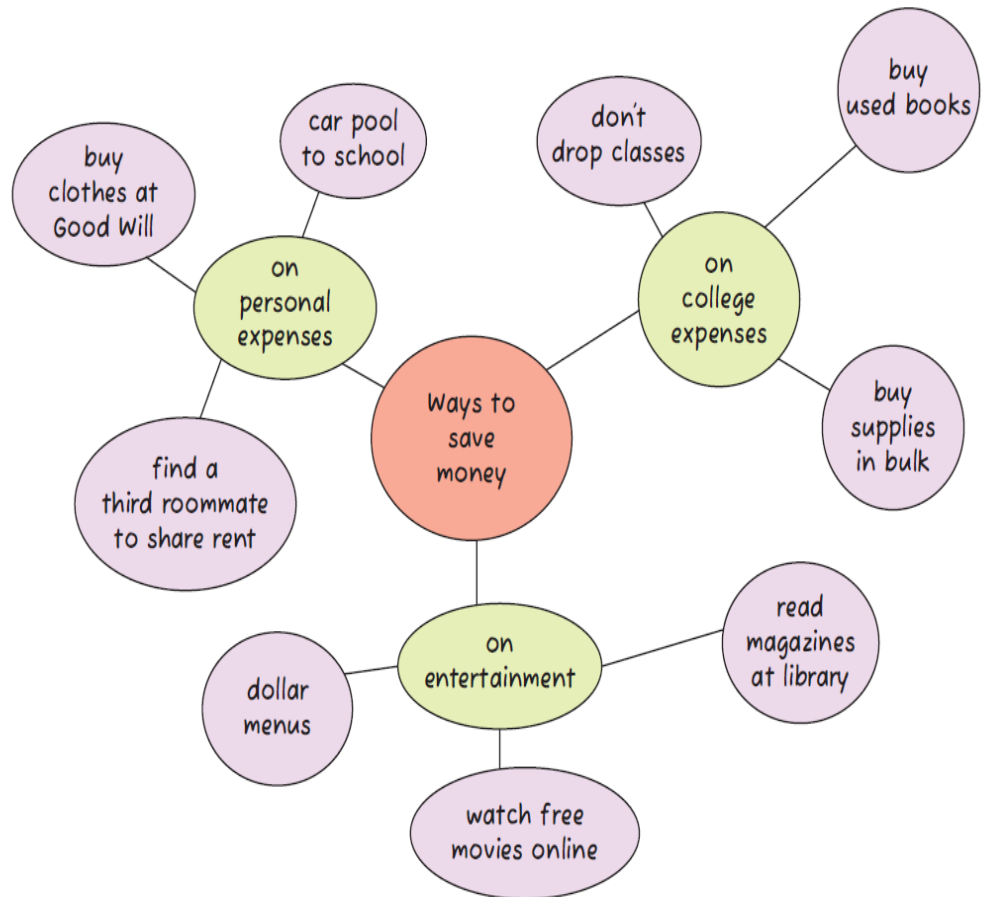 buy
used books
don't
drop classes
car pool
to school
buy
clothes at
Good Will
on
personal
expenses
on
college
expenses
Ways to
save
money
buy
supplies
in bulk
find a
third roommate
to share rent
read
magazines
at library
on
entertainment
dollar
menus
watch free
movies online